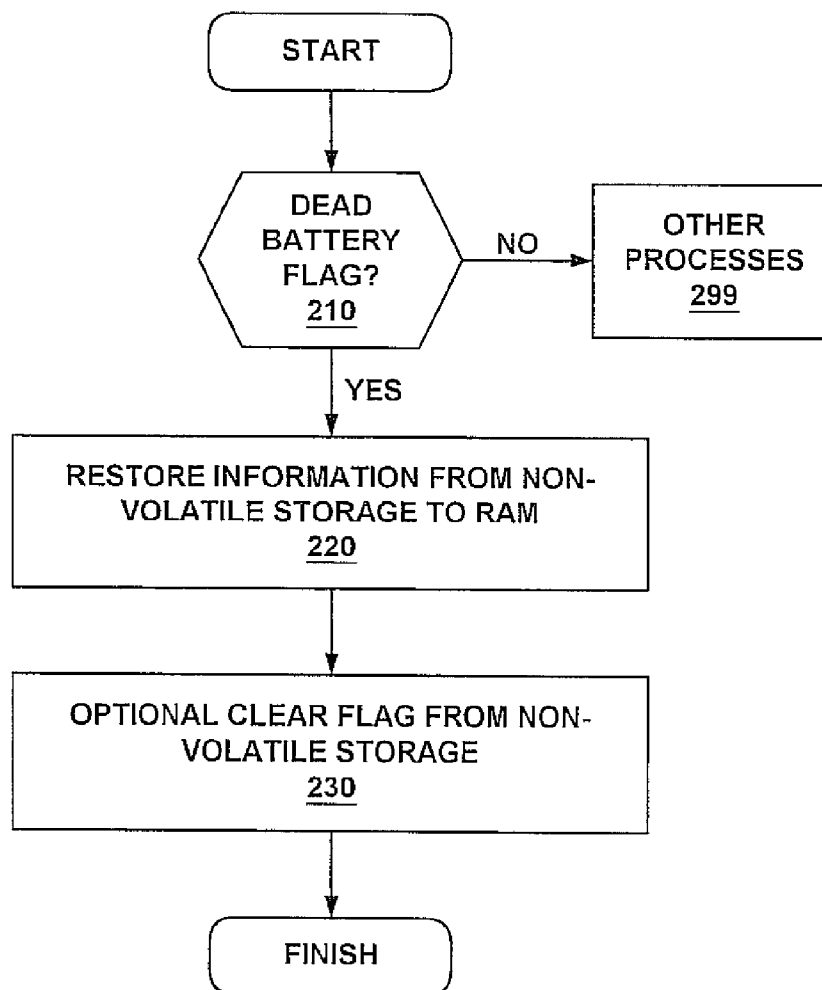 START
DEAD
BATTERY
FLAG?
210
NO
OTHER
PROCESSES
299
YES
RESTORE INFORMATION FROM NON-
VOLATILE STORAGE TO RAM
220
OPTIONAL CLEAR FLAG FROM NON-
VOLATILE STORAGE
230
FINISH